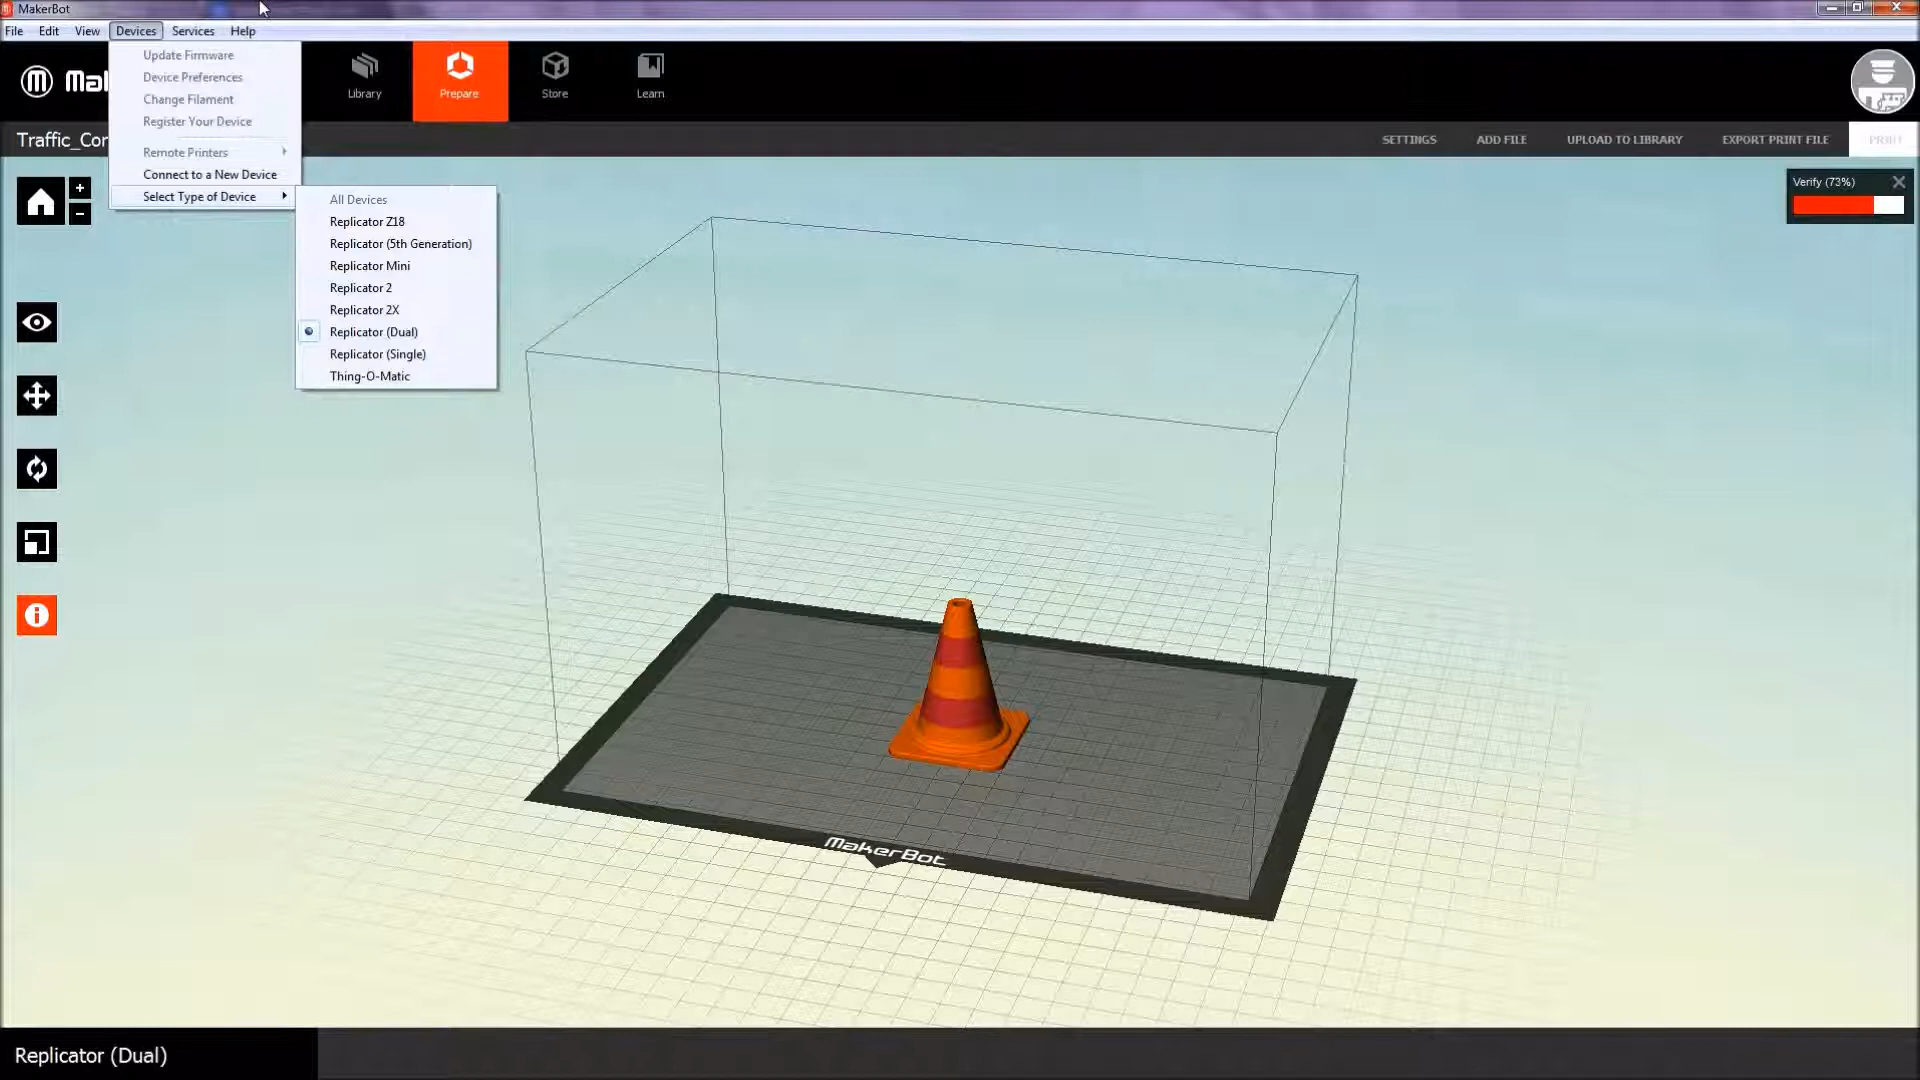 MakerBot
File Edit View Devices Services Help
Update Firmware
Device Preferences
Change Filament
Register Your Device
Remote Printers
Connect to a New Device
Select Type of Device
All Devices
Replicator Z18
Replicator (5th Generation)
Replicator Mini
Replicator 2
Replicator 2X
Replicator (Dual)
Replicator (Single)
Thing-O-Matic
Mal
Library
Prepare
Store
Learn
Traffic_Cor
SETTINGS
ADD FILE
UPLOAD TO LIBRARY
EXPORT PRINT FILE
PRINT
Verify (73%)
MakerBot
Replicator (Dual)